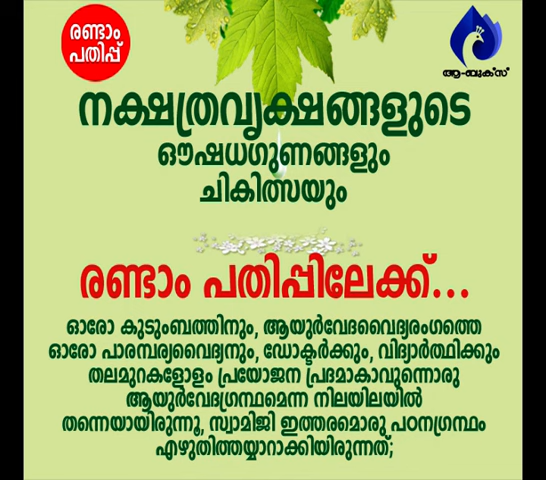 രണ്ടാം
പതിപ്പ്
ആ-ബുക്സ്
നക്ഷത്രവൃക്ഷങ്ങളുടെ
ഔഷധഗുണങ്ങളും
ചികിത്സയും
രണ്ടാം പതിപ്പിലേക്ക്...
ഓരോ കുടുംബത്തിനും, ആയുർവേദവൈദ്യരംഗത്തെ
ഓരോ പാരമ്പര്യവൈദ്യനും, ഡോക്ടർക്കും, വിദ്യാർത്ഥിക്കും
തലമുറകളോളം പ്രയോജന പ്രദമാകാവുന്നൊരു
ആയുർവേദഗ്രന്ഥമെന്ന നിലയിലയിൽ
തന്നെയായിരുന്നു, സ്വാമിജി ഇത്തരമൊരു പഠനഗ്രന്ഥം
എഴുതിത്തയ്യാറാക്കിയിരുന്നത്;